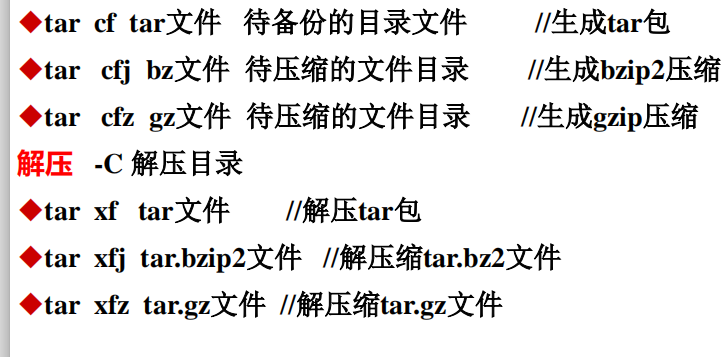 ◆tar cf tar文件 待备份的目录文件 //生成tar包
◆tar cfj bz文件 待压缩的文件目录 //生成bzip2压缩
◆tar cfz gz文件 待压缩的文件目录 //生成gzip压缩
解压 -C 解压目录
◆tar xf tar文件 //解压tar包
◆tar xfj tar.bzip2文件 //解压缩tar.bz2文件
◆tar xfz tar.gz文件 //解压缩tar.gz文件